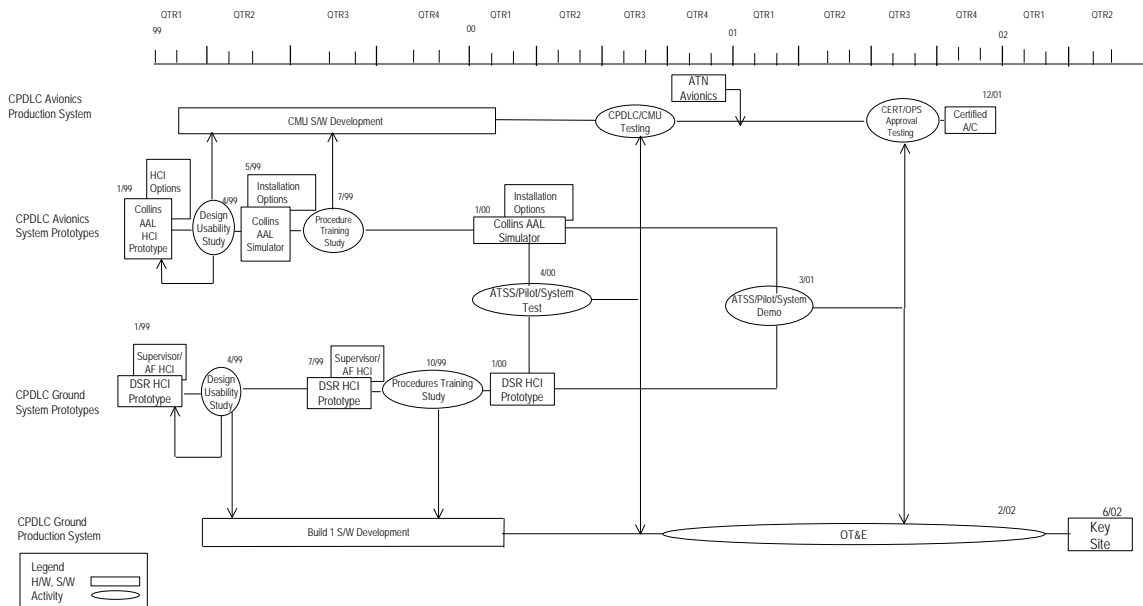 QTR1 QTR2 QTR3 QTR4 QTR1 QTR2 QTR3 QTR4 QTR1 QTR2 QTR3 QTR4 QTR1 QTR2
99 00 01 02
CPDLC Avionics
Production System
CMU S/W Development
CPDLC/CMU
Testing
ATN
Avionics
CERT/OPS
Approval
Testing
12/01
Certified
A/C
CPDLC Avionics
System Prototypes
1/99
HCI
Options
Collins
AAL
HCI
Prototype
4/99
Design
Usability
Study
5/99
Installation
Options
Collins
AAL
Simulator
7/99
Procedure
Training
Study
1/00
Installation
Options
Collins AAL
Simulator
4/00
ATSS/Pilot/System
Test
3/01
ATSS/Pilot/System
Demo
CPDLC Ground
System Prototypes
1/99
Supervisor/
AF HCI
DSR HCI
Prototype
4/99
Design
Usability
Study
7/99
Supervisor/
AF HCI
DSR HCI
Prototype
10/99
Procedures Training
Study
1/00
DSR HCI
Prototype
CPDLC Ground
Production System
Build 1 S/W Development
OT&E
2/02
6/02
Key
Site
Legend
H/W, S/W
Activity